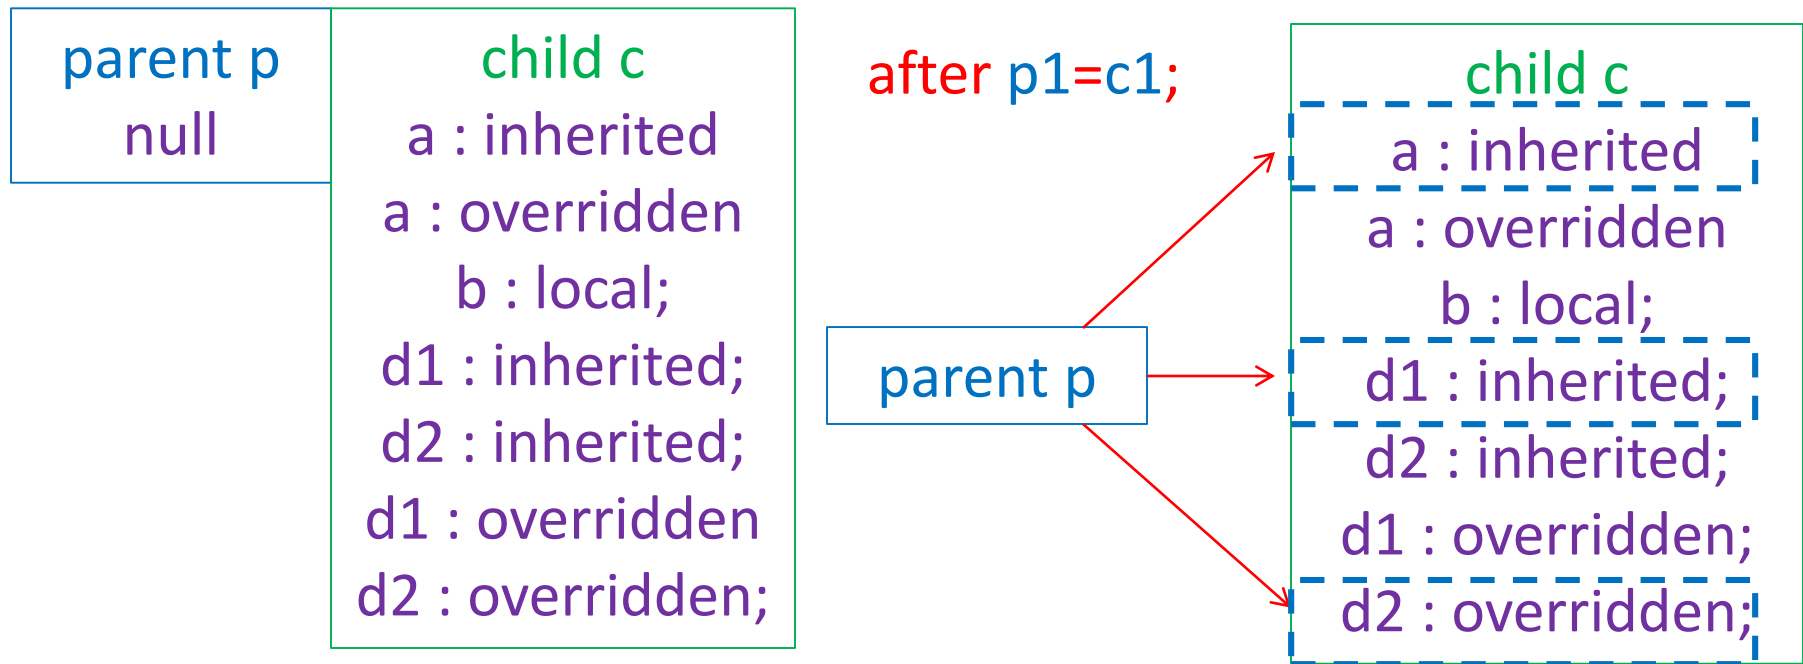 parent p
null
child c
a : inherited
a : overridden
b : local;
d1 : inherited;
d2 : inherited;
d1 : overridden
d2 : overridden;
after p1=c1;
parent p
child c
a : inherited
a : overridden
b : local;
d1 : inherited;
d2 : inherited;
d1 : overridden;
d2 : overridden;